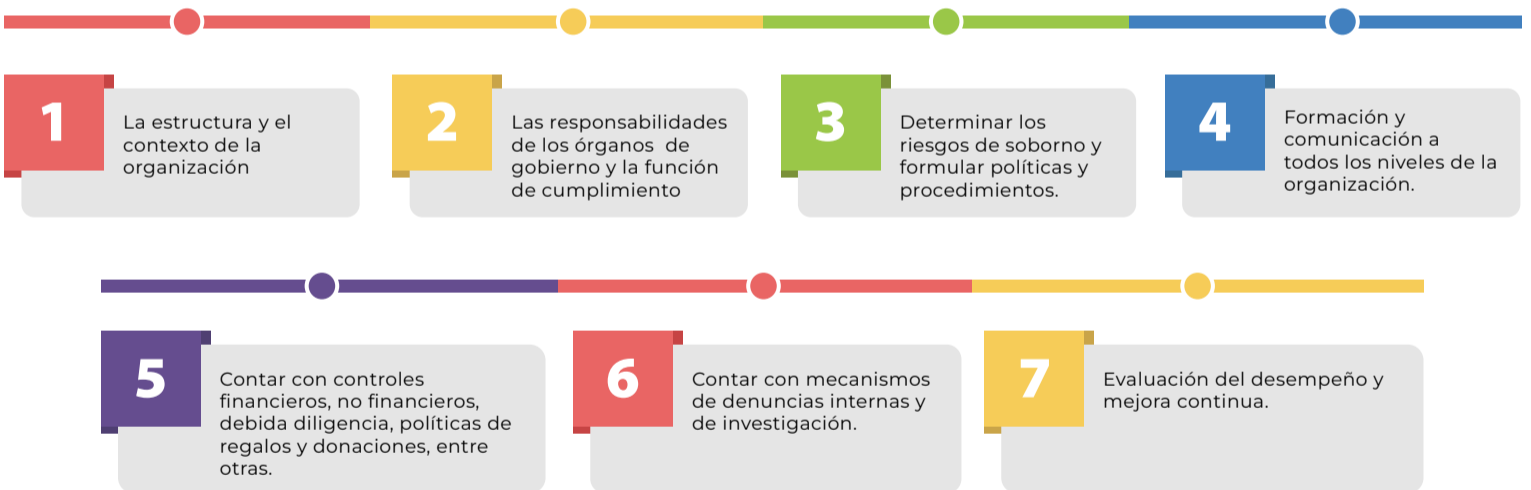 1
La estructura y el
contexto de la
organización
2
Las responsabilidades
de los órganos de
gobierno y la función
de cumplimiento
3
Determinar los
riesgos de soborno y
formular políticas y
procedimientos.
4
Formación y
comunicación a
todos los niveles de la
organización.
5
Contar con controles
financieros, no financieros,
debida diligencia, políticas de
regalos y donaciones, entre
otras.
6
Contar con mecanismos
de denuncias internas y
de investigación.
7
Evaluación del desempeño y
mejora continua.